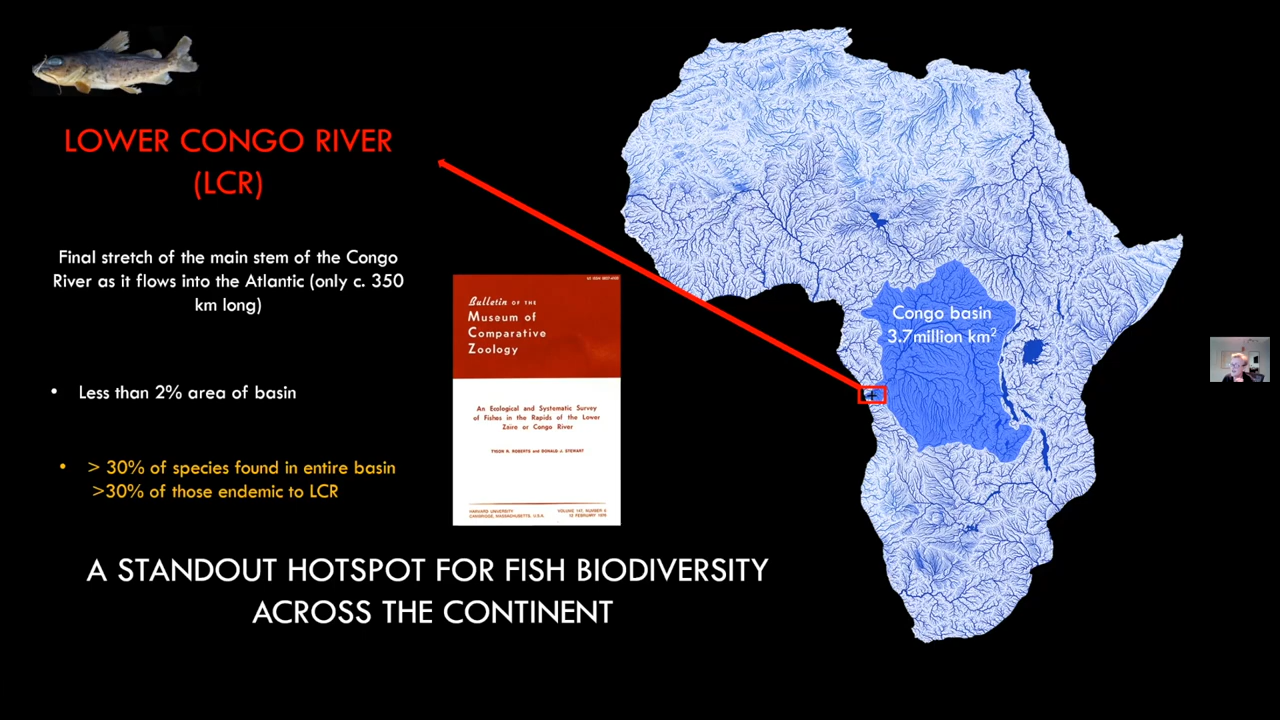 LOWER CONGO RIVER
(LCR)
Final stretch of the main stem of the Congo
River as it flows into the Atlantic (only c. 350
km long)
• Less than 2% area of basin
• > 30% of species found in entire basin
>30% of those endemic to LCR
Bulletin OF THE
Museum of
Comparative
Zoology
An Ecological and Systematic Survey
of Fishes in the Rapids of the Lower
Zaire or Congo River
TYSON R. ROBERTS and DONALD J. STEWART
HARVARD UNIVERSITY
CAMBRIDGE, MASSACHUSETTS, U.S.A.
VOLUME 147, NUMBER 6
Congo basin
3.7million km²
A STANDOUT HOTSPOT FOR FISH BIODIVERSITY
ACROSS THE CONTINENT